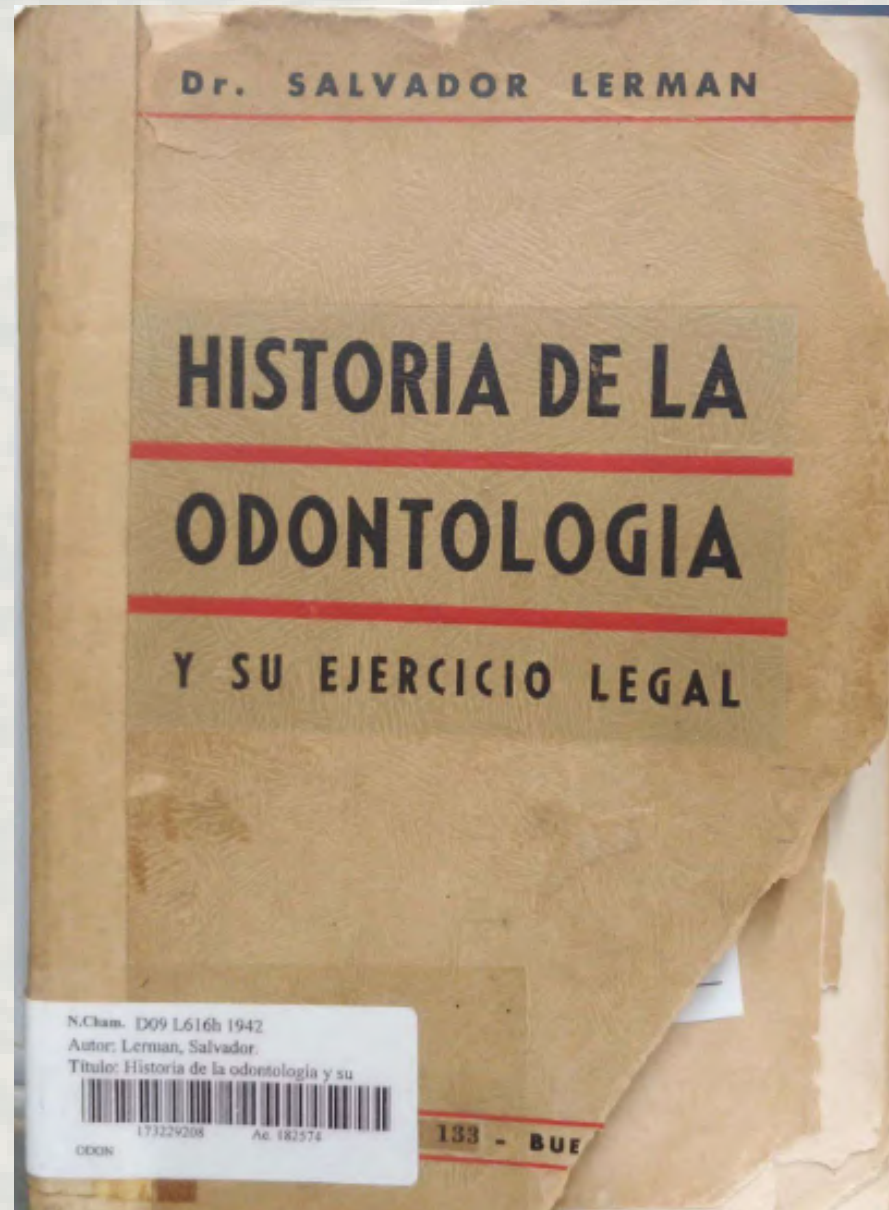 Dr. SALVADOR LERMAN
HISTORIA DE LA
ODONTOLOGIA
Y SU EJERCICIO LEGAL
N.Cham. D09 L616h 1942
Autor: Lerman, Salvador.
Título: Historia de la odontología y su
173229208 Ac. 182574
ODON
133 - BUE